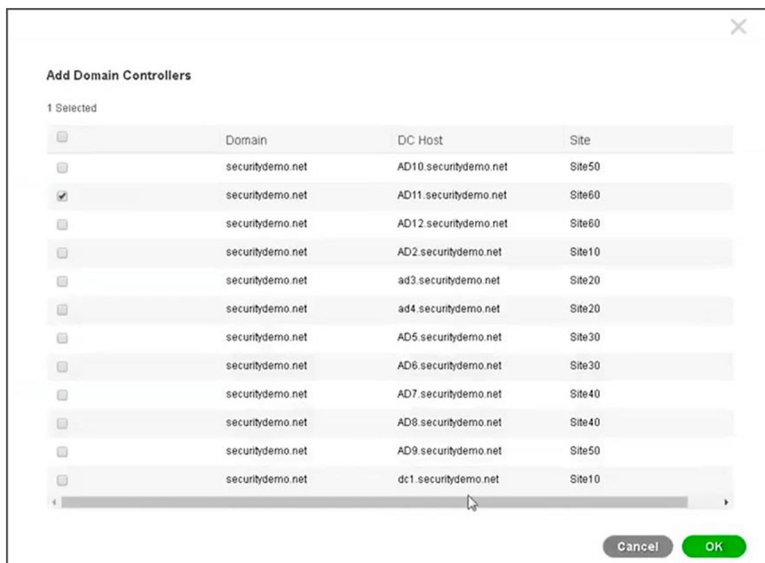 Add Domain Controllers
1 Selected
Domain DC Host Site
securitydemo.net AD10.securitydemo.net Site50
securitydemo.net AD11.securitydemo.net Site60
securitydemo.net AD12.securitydemo.net Site60
securitydemo.net AD2.securitydemo.net Site10
securitydemo.net ad3.securitydemo.net Site20
securitydemo.net ad4.securitydemo.net Site20
securitydemo.net AD5.securitydemo.net Site30
securitydemo.net AD6.securitydemo.net Site30
securitydemo.net AD7.securitydemo.net Site40
securitydemo.net AD8.securitydemo.net Site40
securitydemo.net AD9.securitydemo.net Site50
securitydemo.net dc1.securitydemo.net Site10
Cancel OK